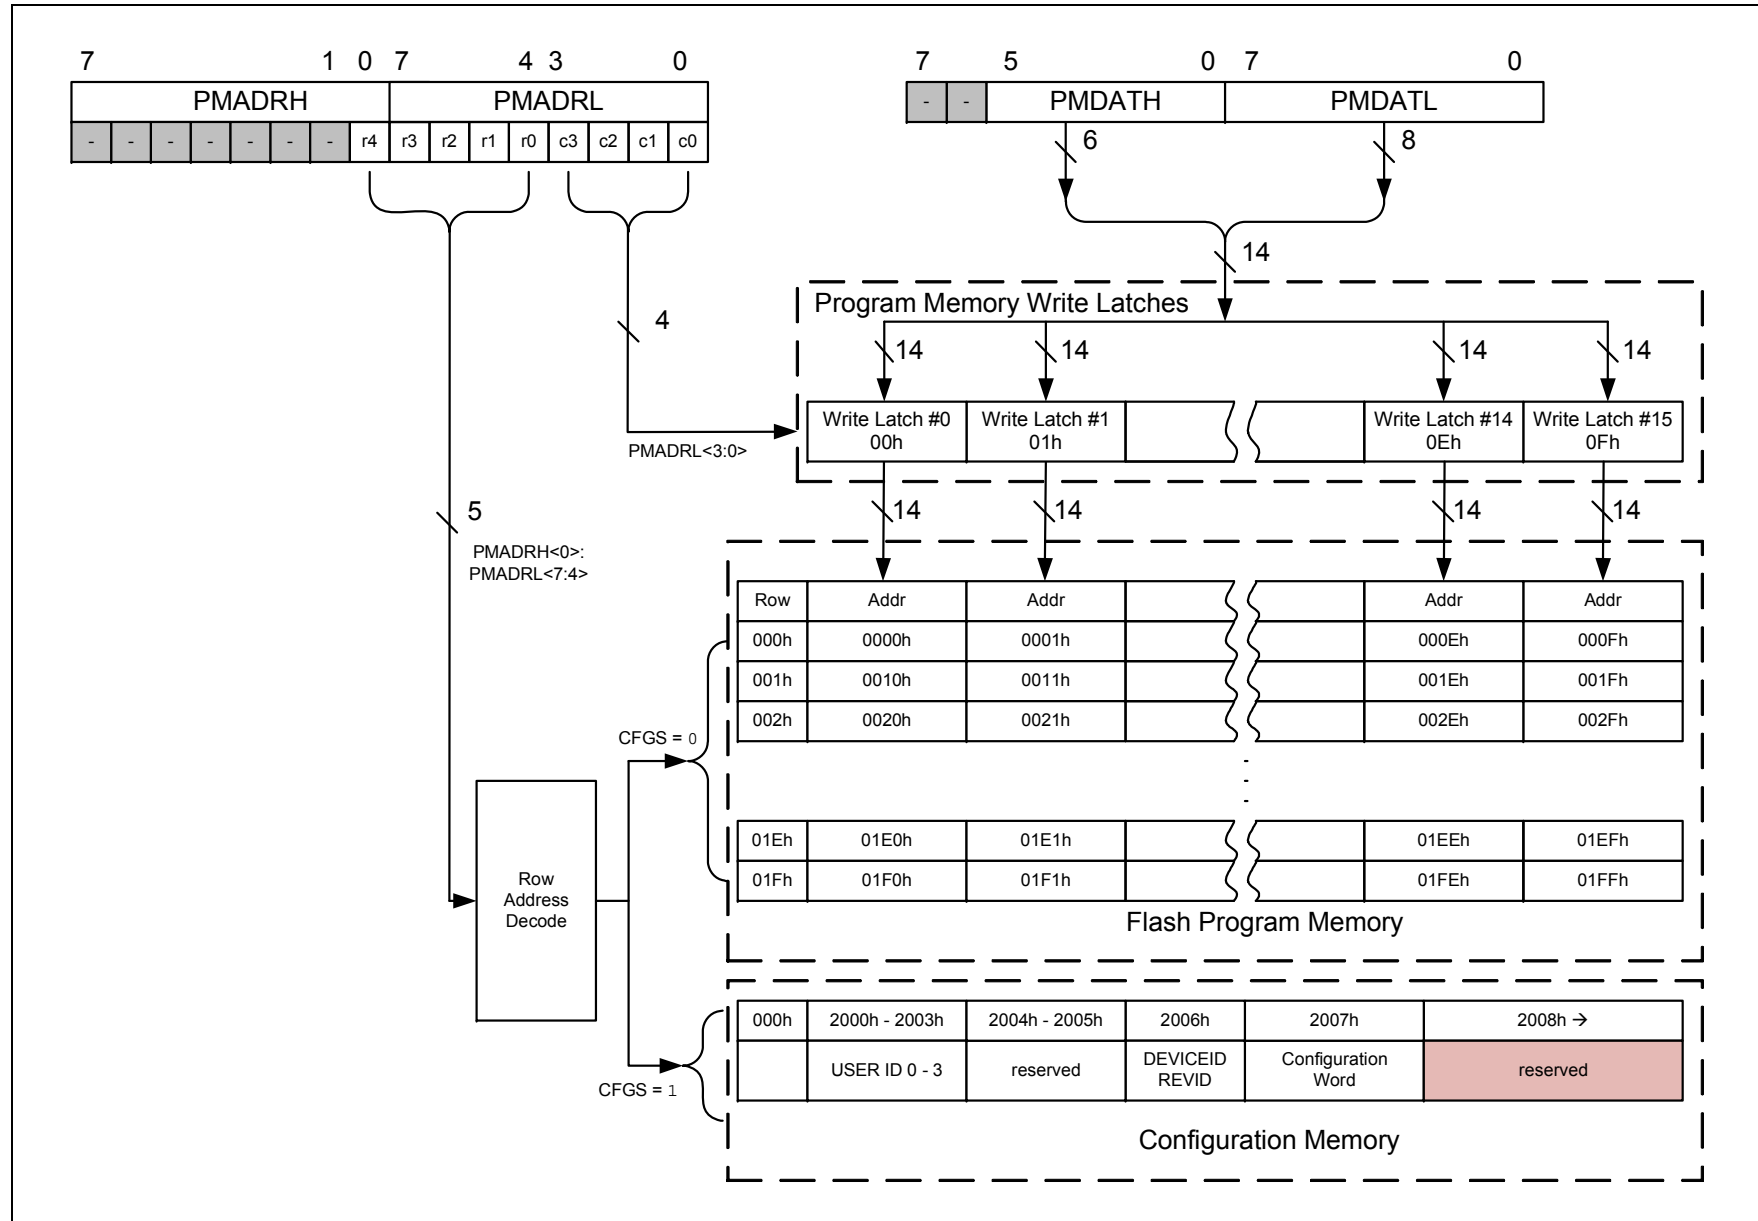 7 1 0 7 4 3 0
PMADRH PMADRL
- - - - - - - r4 r3 r2 r1 r0 c3 c2 c1 c0
7 5 0 7 0
- - PMDATH PMDATL
6 8
14
4
PMADRL<3:0>
5
PMADRH<0>:
PMADRL<7:4>
Program Memory Write Latches
14 14 14 14
Write Latch #0 Write Latch #1 Write Latch #14 Write Latch #15
00h 01h 0Eh 0Fh
14 14 14 14
Row Addr Addr Addr Addr
000h 0000h 0001h 000Eh 000Fh
001h 0010h 0011h 001Eh 001Fh
002h 0020h 0021h 002Eh 002Fh
CFGS = 0
01Eh 01E0h 01E1h 01EEh 01EFh
01Fh 01F0h 01F1h 01FEh 01FFh
Flash Program Memory
Row
Address
Decode
CFGS = 1
000h 2000h - 2003h 2004h - 2005h 2006h 2007h 2008h →
USER ID 0 - 3 reserved DEVICEID Configuration reserved
REVID Word
Configuration Memory